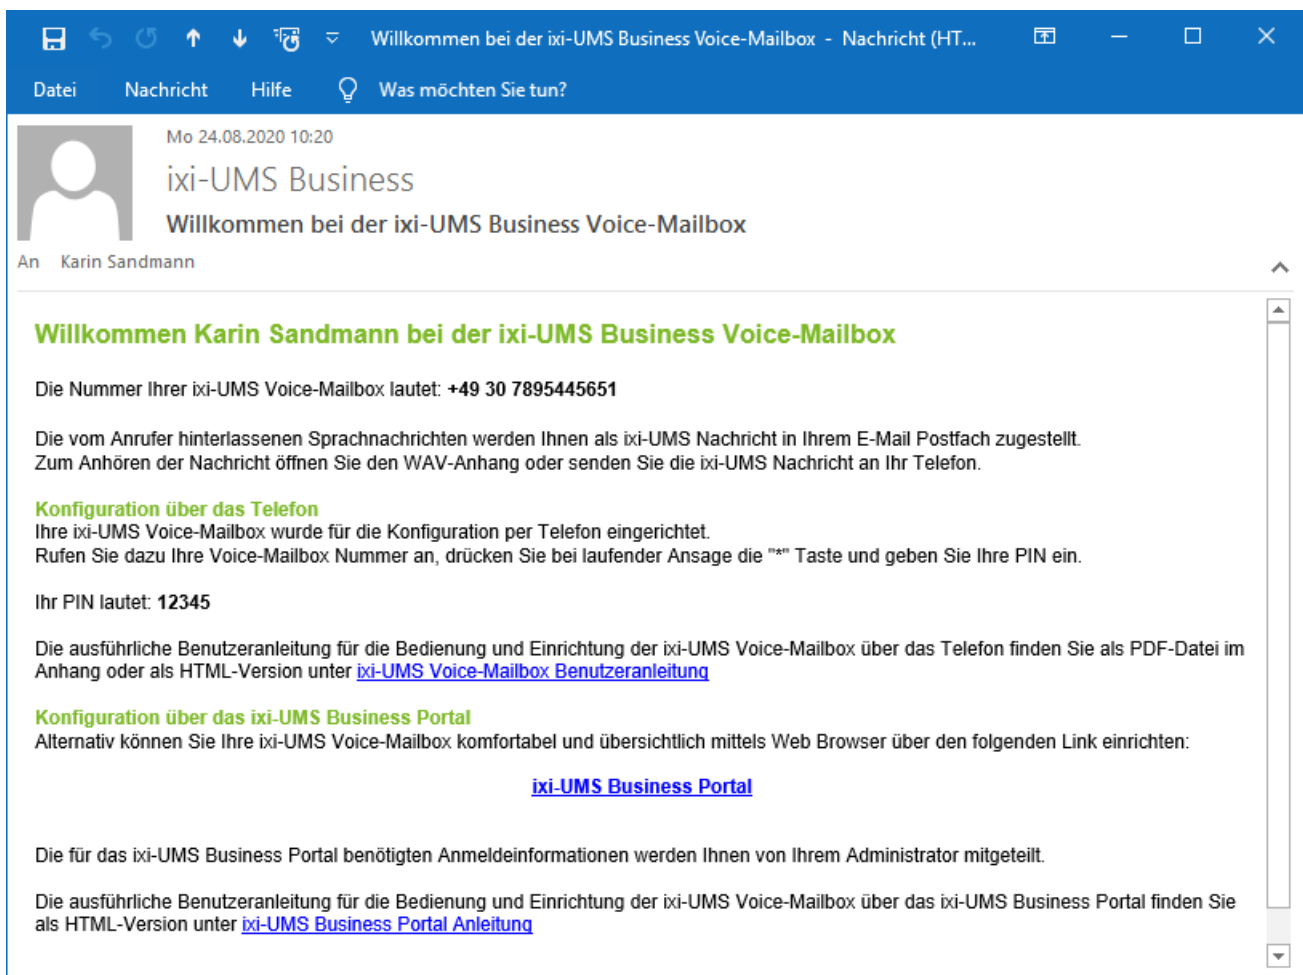 Willkommen bei der ixi-UMS Business Voice-Mailbox - Nachricht (HT...
Datei Nachricht Hilfe Was möchten Sie tun?
Mo 24.08.2020 10:20
ixi-UMS Business
Willkommen bei der ixi-UMS Business Voice-Mailbox
An Karin Sandmann
Willkommen Karin Sandmann bei der ixi-UMS Business Voice-Mailbox
Die Nummer Ihrer ixi-UMS Voice-Mailbox lautet: +49 30 7895445651
Die vom Anrufer hinterlassenen Sprachnachrichten werden Ihnen als ixi-UMS Nachricht in Ihrem E-Mail Postfach zugestellt.
Zum Anhören der Nachricht öffnen Sie den WAV-Anhang oder senden Sie die ixi-UMS Nachricht an Ihr Telefon.
Konfiguration über das Telefon
Ihre ixi-UMS Voice-Mailbox wurde für die Konfiguration per Telefon eingerichtet.
Rufen Sie dazu Ihre Voice-Mailbox Nummer an, drücken Sie bei laufender Ansage die "*" Taste und geben Sie Ihre PIN ein.
Ihr PIN lautet: 12345
Die ausführliche Benutzeranleitung für die Bedienung und Einrichtung der ixi-UMS Voice-Mailbox über das Telefon finden Sie als PDF-Datei im
Anhang oder als HTML-Version unter ixi-UMS Voice-Mailbox Benutzeranleitung
Konfiguration über das ixi-UMS Business Portal
Alternativ können Sie Ihre ixi-UMS Voice-Mailbox komfortabel und übersichtlich mittels Web Browser über den folgenden Link einrichten:
ixi-UMS Business Portal
Die für das ixi-UMS Business Portal benötigten Anmeldeinformationen werden Ihnen von Ihrem Administrator mitgeteilt.
Die ausführliche Benutzeranleitung für die Bedienung und Einrichtung der ixi-UMS Voice-Mailbox über das ixi-UMS Business Portal finden Sie
als HTML-Version unter ixi-UMS Business Portal Anleitung